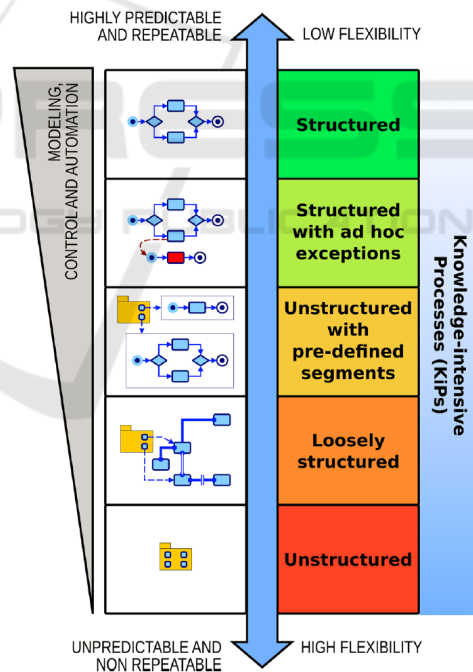 HIGHLY PREDICTABLE
AND REPEATABLE
LOW FLEXIBILITY
MODELING,
CONTROL AND AUTOMATION
Structured
Structured
with ad hoc
exceptions
Unstructured
with
pre-defined
segments
Loosely
structured
Unstructured
Knowledge-intensive
Processes (KiPs)
UNPREDICTABLE AND
NON REPEATABLE
HIGH FLEXIBILITY